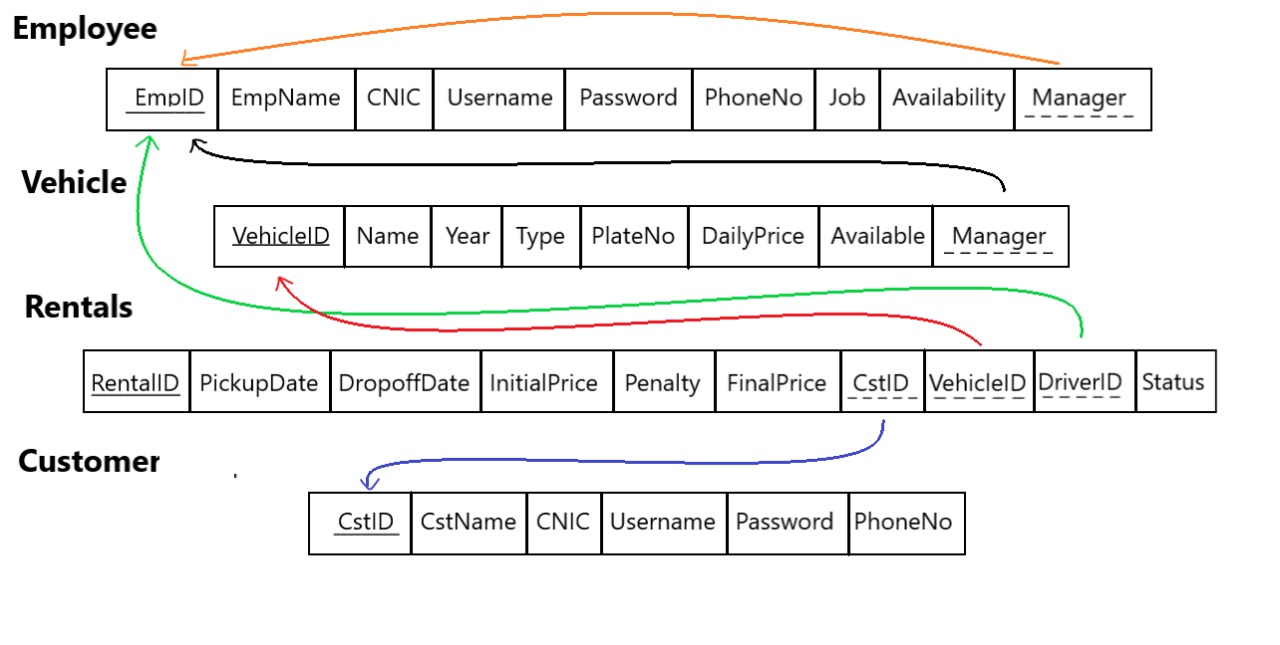 Employee
EmpID EmpName CNIC Username Password PhoneNo Job Availability Manager
Vehicle
VehicleID Name Year Type PlateNo DailyPrice Available Manager
Rentals
RentalID PickupDate DropoffDate InitialPrice Penalty FinalPrice CstID VehicleID DriverID Status
Customer
CstID CstName CNIC Username Password PhoneNo